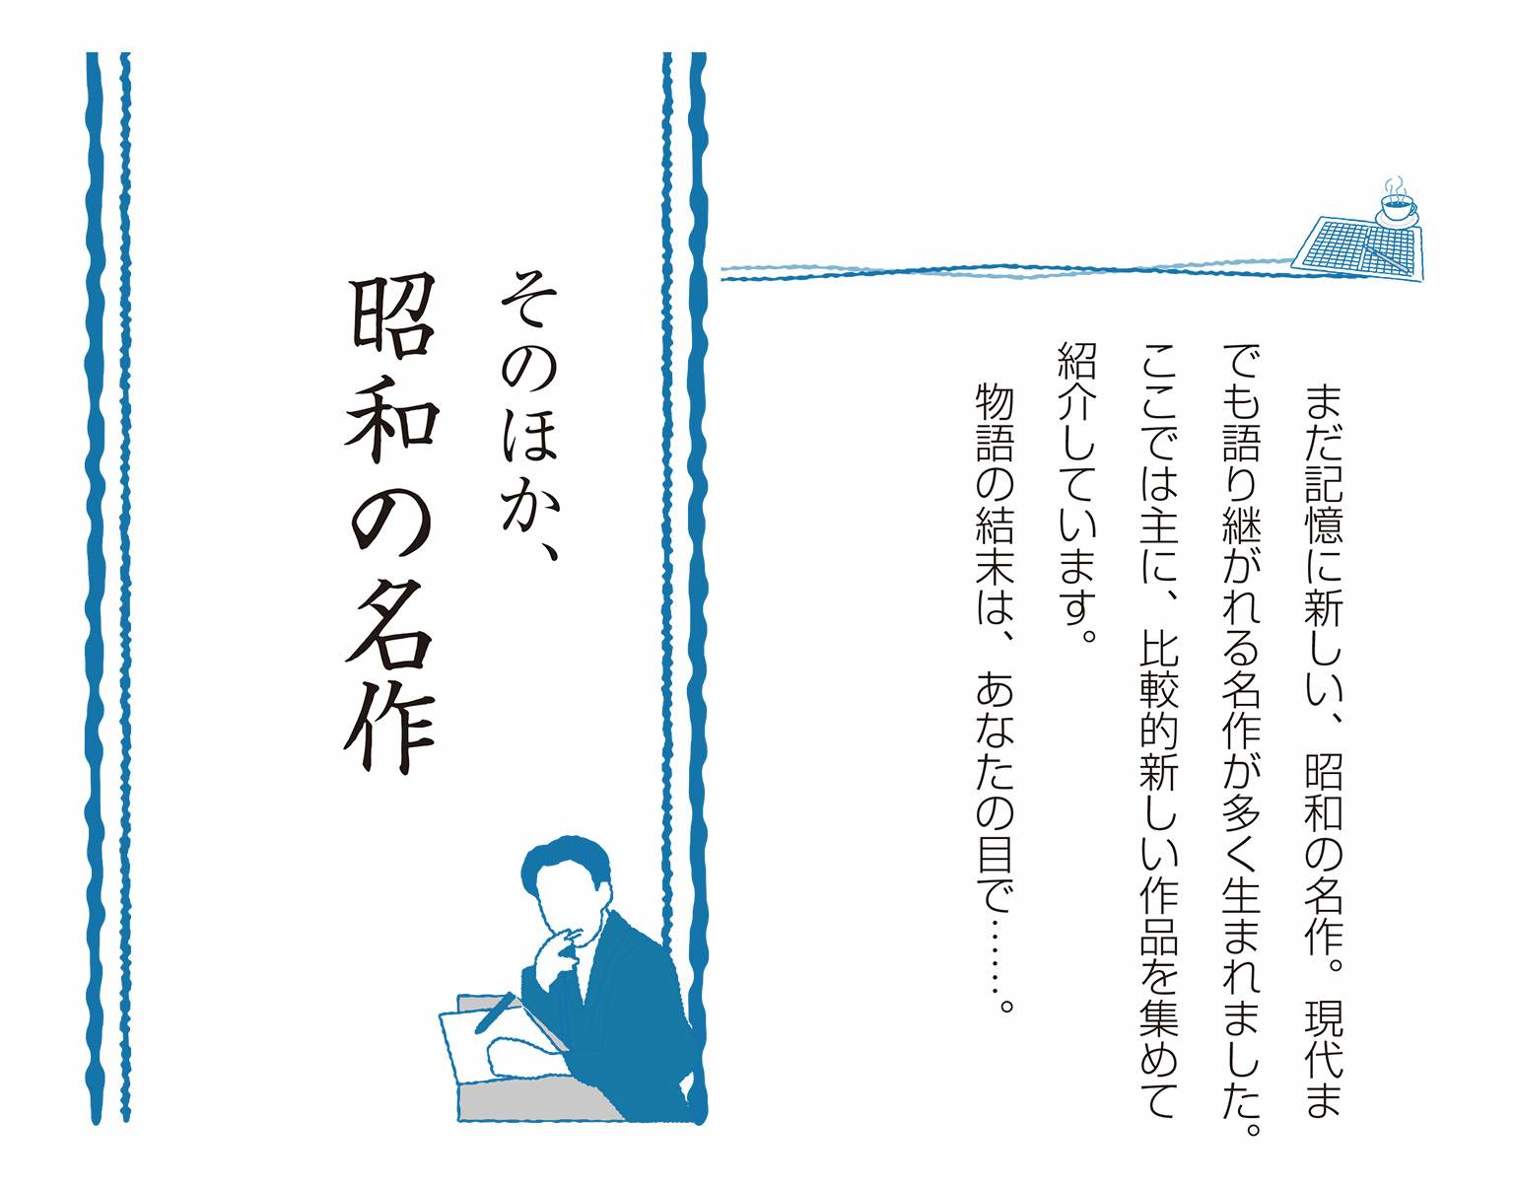 まだ記憶に新しい、昭和の名作。現代ま
でも語り継がれる名作が多く生まれました。
ここでは主に、比較的新しい作品を集めて
紹介しています。
物語の結末は、あなたの目で……。
そのほか、
昭和の名作